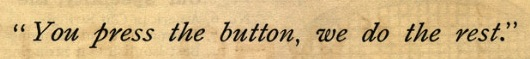 “You press the button, we do the rest.”